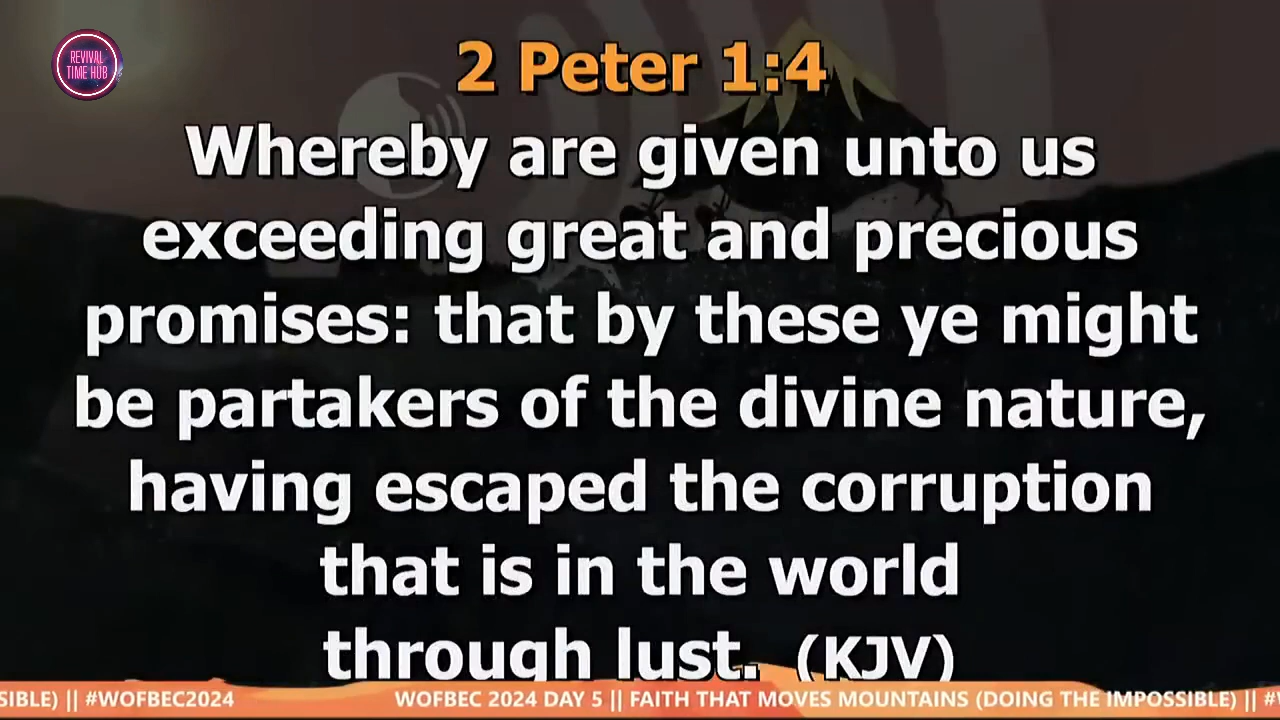 REVIVAL
TIME HUB
2 Peter 1:4
Whereby are given unto us
exceeding great and precious
promises: that by these ye might
be partakers of the divine nature,
having escaped the corruption
that is in the world
through lust. (KJV)
SIBLE) || #WOFBEC2024 WOFBEC 2024 DAY 5 || FAITH THAT MOVES MOUNTAINS (DOING THE IMPOSSIBLE) || #